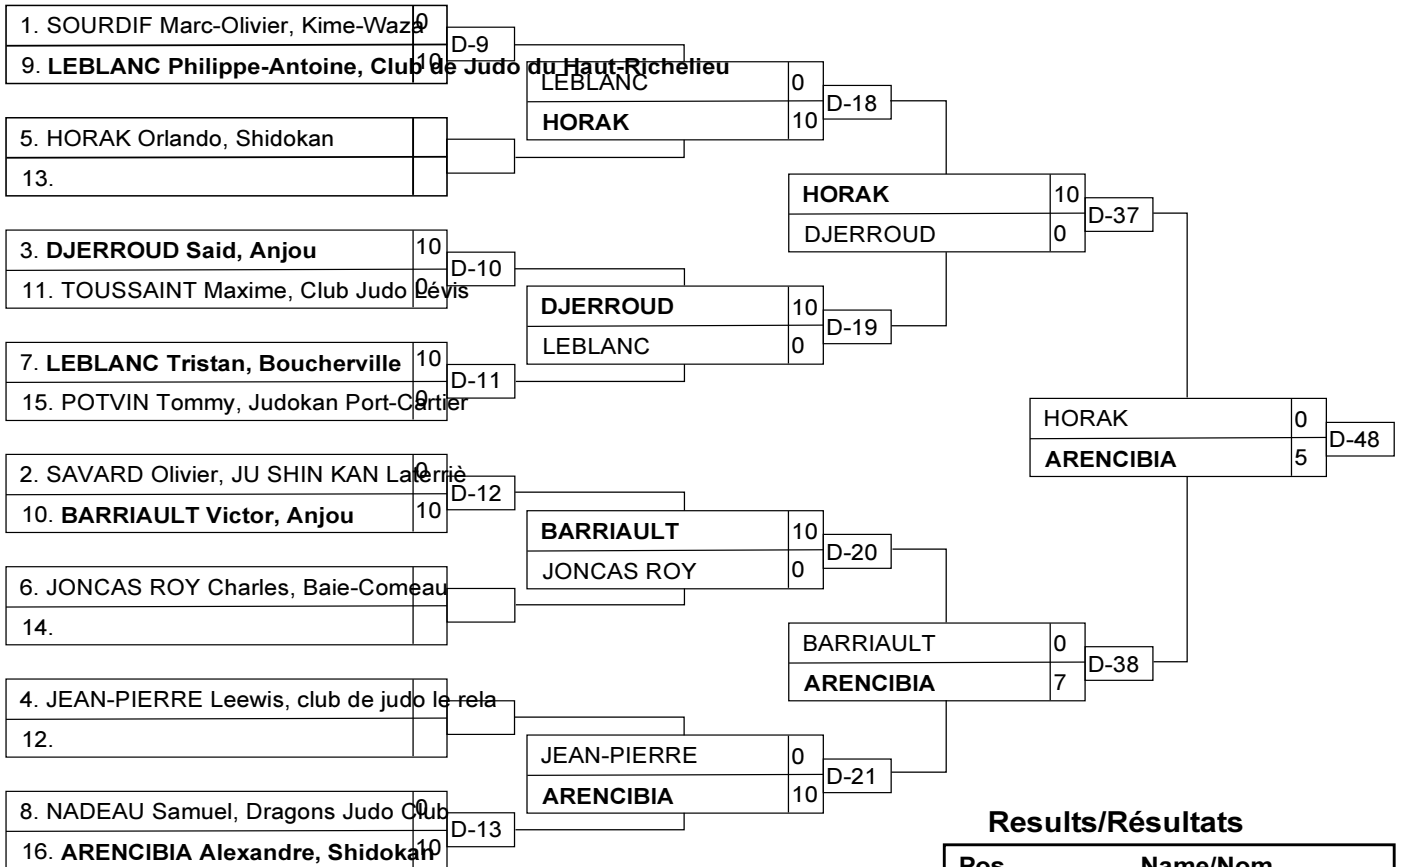 1. SOURDIF Marc-Olivier, Kime-Waza 0
9. LEBLANC Philippe-Antoine, Club de Judo du Haut-Richelieu 10
D-9
5. HORAK Orlando, Shidokan
13.
3. DJERROUD Said, Anjou 10
11. TOUSSAINT Maxime, Club Judo Lévis 0
D-10
7. LEBLANC Tristan, Boucherville 10
15. POTVIN Tommy, Judokan Port-Cartier 0
D-11
2. SAVARD Olivier, JU SHIN KAN Laterriè 0
10. BARRIAULT Victor, Anjou 10
D-12
6. JONCAS ROY Charles, Baie-Comeau
14.
4. JEAN-PIERRE Leewis, club de judo le rela
12.
8. NADEAU Samuel, Dragons Judo Club 0
16. ARENCIBIA Alexandre, Shidokan 10
D-13
LEBLANC 0
HORAK 10
D-18
DJERROUD 10
LEBLANC 0
D-19
BARRIAULT 10
JONCAS ROY 0
D-20
JEAN-PIERRE 0
ARENCIBIA 10
D-21
HORAK 10
DJERROUD 0
D-37
BARRIAULT 0
ARENCIBIA 7
D-38
HORAK 0
ARENCIBIA 5
D-48
Results/Résultats
Pos. Name/Nom